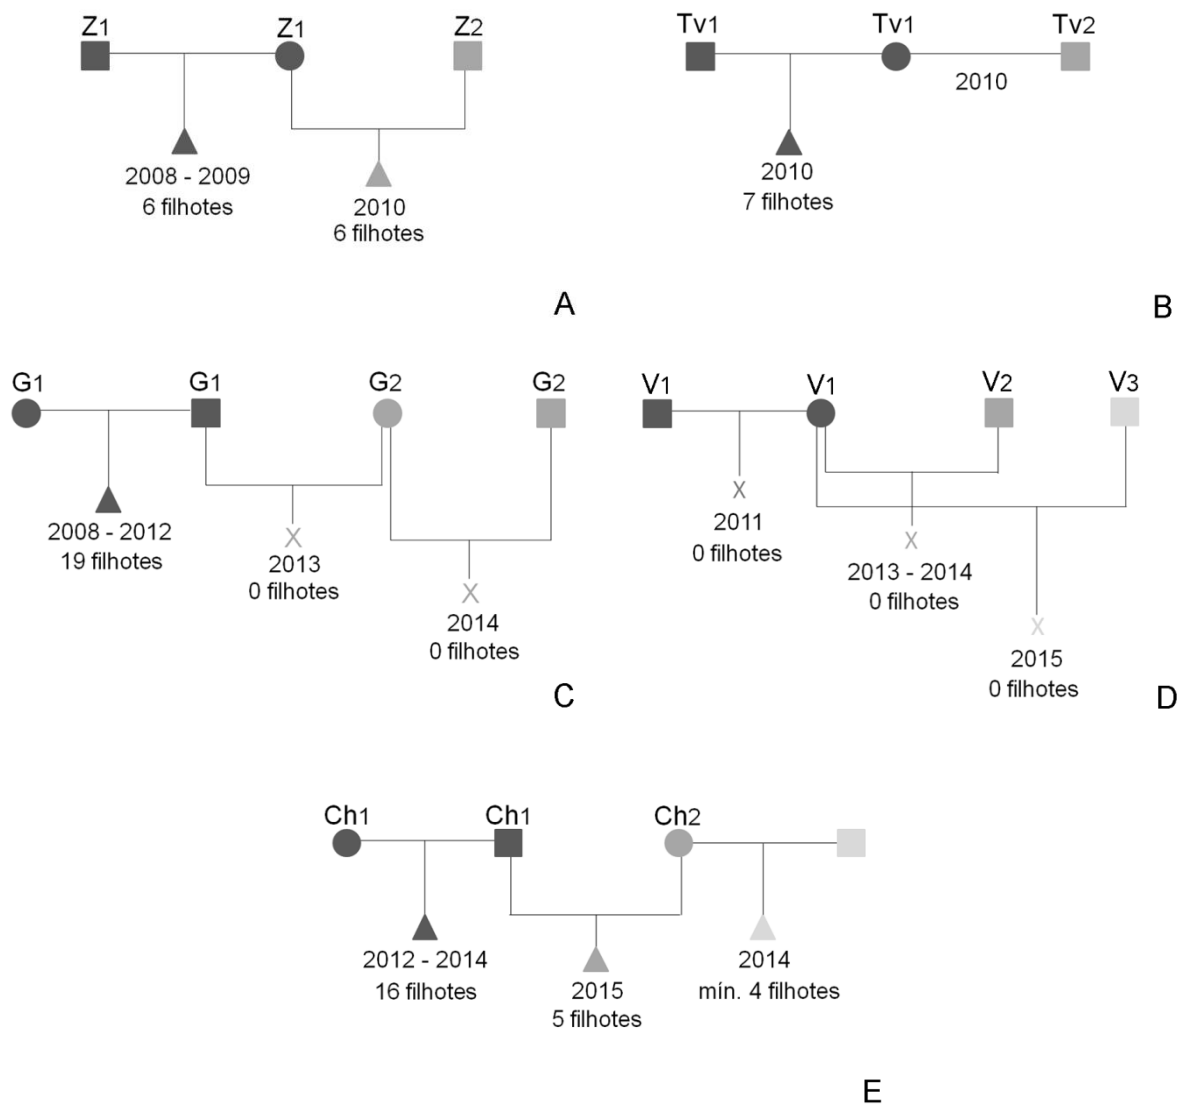 Z1 Z1 Z2
2008 - 2009
6 filhotes
2010
6 filhotes
A
Tv1 Tv1 Tv2
2010
2010
7 filhotes
B
G1 G1 G2 G2
2008 - 2012
19 filhotes
X
2013
0 filhotes
X
2014
0 filhotes
C
V1 V1 V2 V3
X
2011
0 filhotes
X
2013 - 2014
0 filhotes
X
2015
0 filhotes
D
Ch1 Ch1 Ch2
2012 - 2014
16 filhotes
2015
5 filhotes
2014
mín. 4 filhotes
E